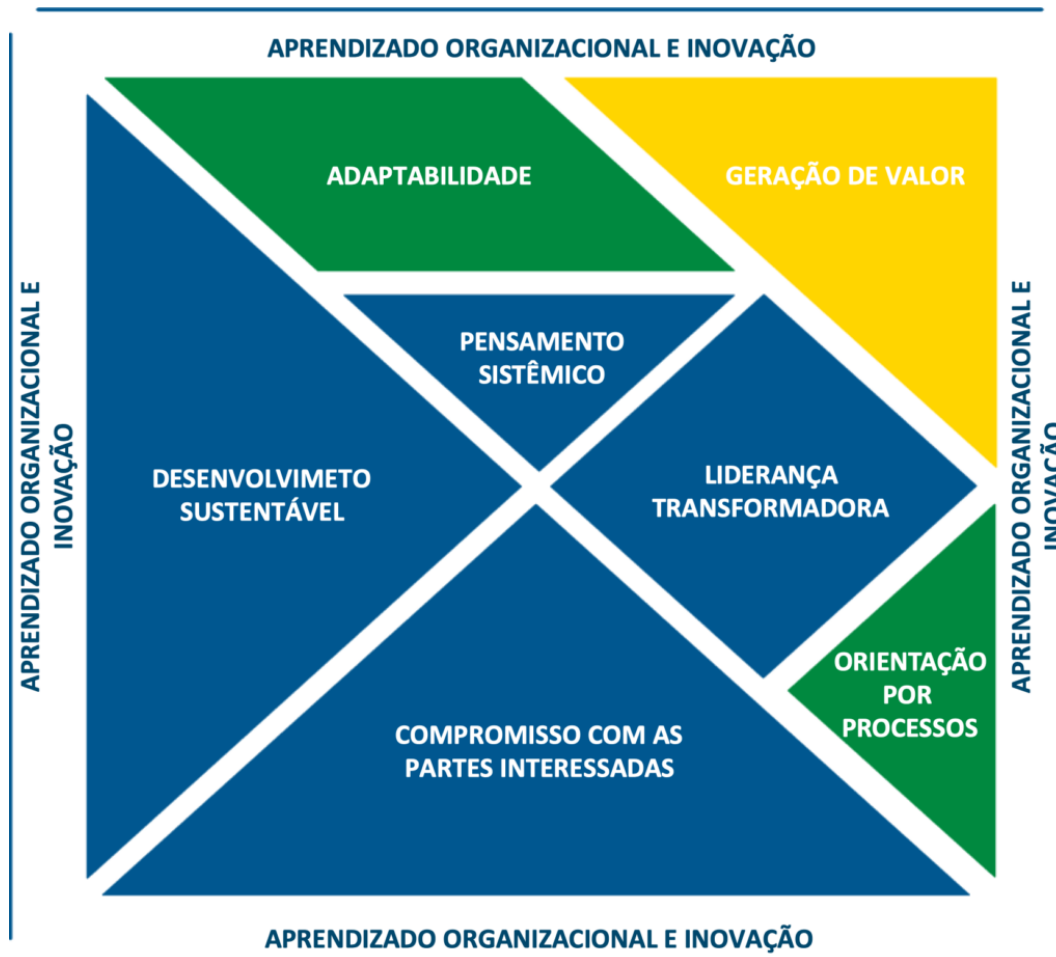 APRENDIZADO ORGANIZACIONAL E INOVAÇÃO
ADAPTABILIDADE
GERAÇÃO DE VALOR
PENSAMENTO
SISTÊMICO
APRENDIZADO ORGANIZACIONAL E
INOVAÇÃO
DESENVOLVIMETO
SUSTENTÁVEL
LIDERANÇA
TRANSFORMADORA
APRENDIZADO ORGANIZACIONAL E
INOVAÇÃO
ORIENTAÇÃO
POR
PROCESSOS
COMPROMISSO COM AS
PARTES INTERESSADAS
APRENDIZADO ORGANIZACIONAL E INOVAÇÃO